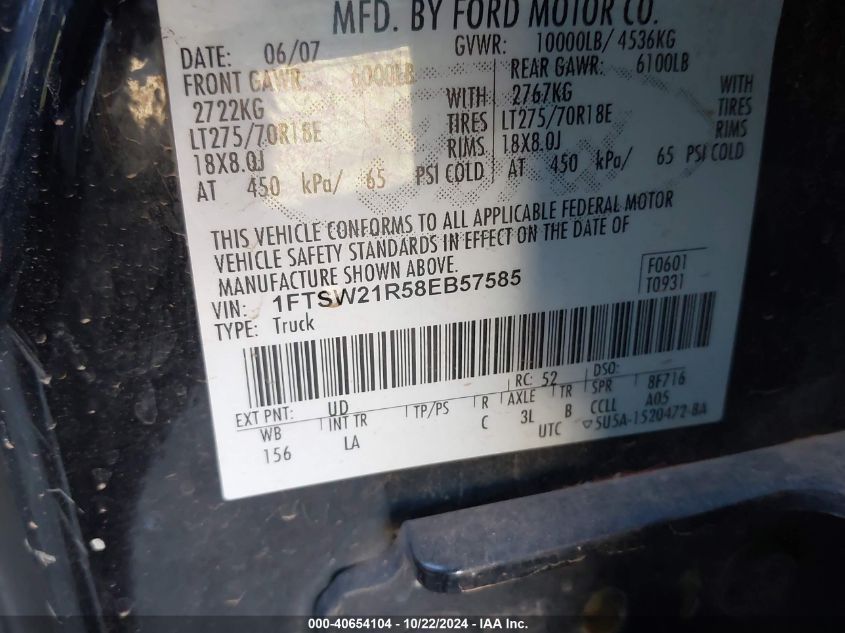 MFD. BY FORD MOTOR CO.
DATE: 06/07 GVWR: 10000LB/ 4536KG
FRONT GAWR: 6000LB REAR GAWR: 6100LB
2722KG WITH 2767KG WITH
LT275/70R18E TIRES LT275/70R18E TIRES
18X8.0J RIMS 18X8.0J RIMS
AT 450 kPa/ 65 PSI COLD AT 450 kPa/ 65 PSI COLD
THIS VEHICLE CONFORMS TO ALL APPLICABLE FEDERAL MOTOR
VEHICLE SAFETY STANDARDS IN EFFECT ON THE DATE OF
MANUFACTURE SHOWN ABOVE.
F0601
VIN: 1FTSW21R58EB57585 T0931
TYPE: Truck
RC: 52 DSO:
EXT PNT: UD SPR 8F716
WB INT TR TP/PS R AXLE TR CCLL A05
156 LA C 3L B
UTC ▽5U5A-1520472-BA
000-40654104 - 10/22/2024 - IAA Inc.